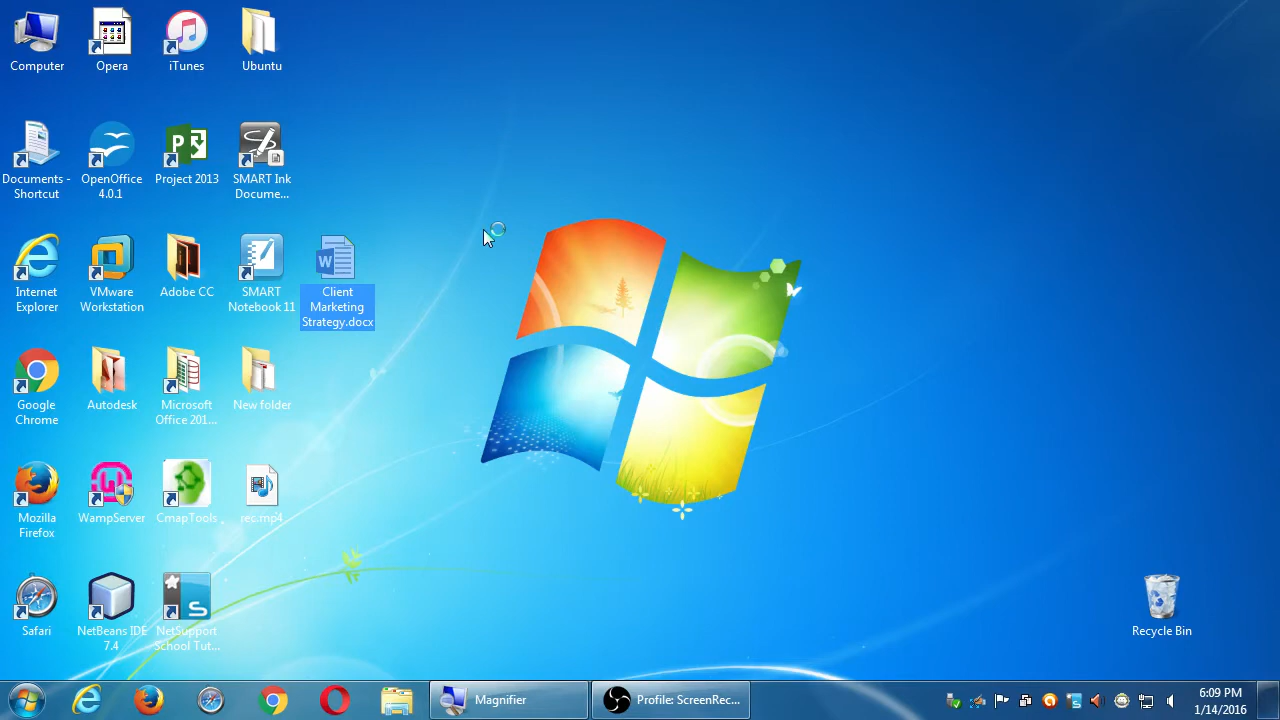 Computer
Opera
iTunes
Ubuntu
Documents -
Shortcut
OpenOffice
4.0.1
Project 2013
SMART Ink
Docume...
Internet
Explorer
VMware
Workstation
Adobe CC
SMART
Notebook 11
Client
Marketing
Strategy.docx
Google
Chrome
Autodesk
Microsoft
Office 201...
New folder
Mozilla
Firefox
WampServer
CmapTools
rec.mp4
Safari
NetBeans IDE
7.4
NetSupport
School Tut...
Recycle Bin
Magnifier
Profile: ScreenRec...
6:09 PM
1/14/2016